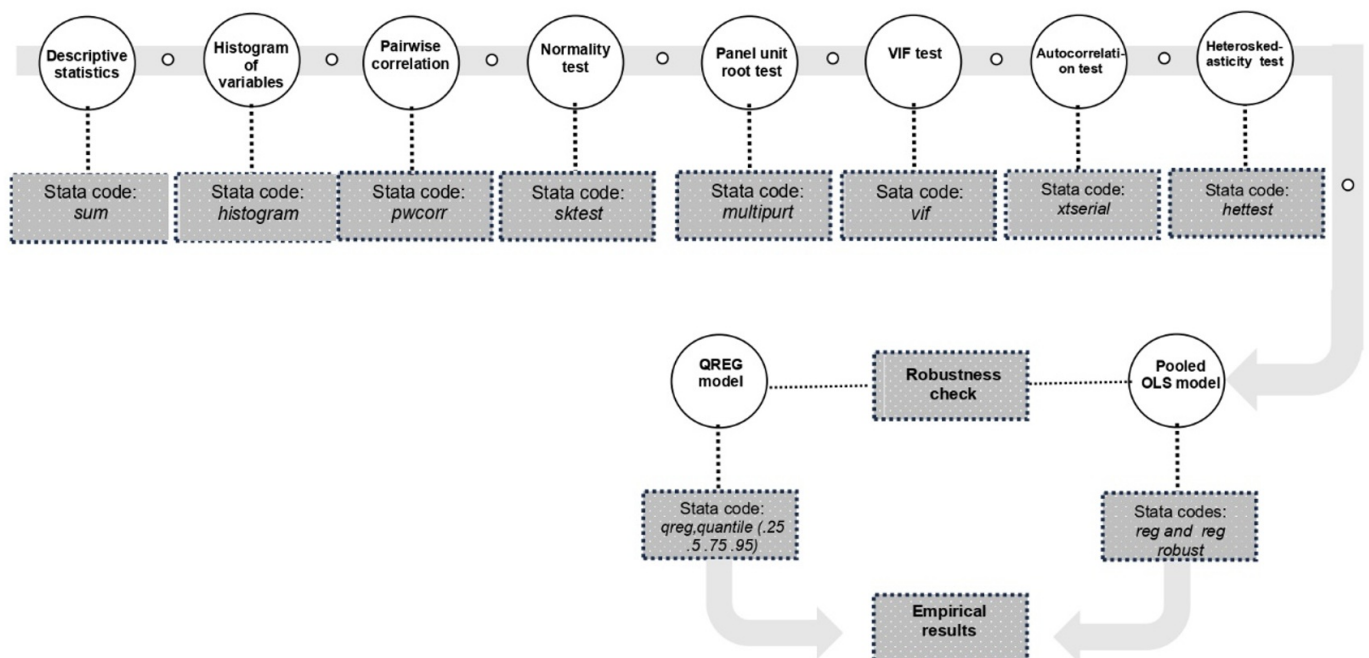 Descriptive
statistics
Histogram
of
variables
Pairwise
correlation
Normality
test
Panel unit
root test
VIF test
Autocorrelati-
on test
Heterosked-
asticity test
Stata code:
sum
Stata code:
histogram
Stata code:
pwcorr
Stata code:
sktest
Stata code:
multipurt
Sata code:
vif
Stata code:
xtserial
Stata code:
hettest
QREG
model
Robustness
check
Pooled
OLS model
Stata code:
qreg,quantile (.25
.5 .75 .95)
Stata codes:
reg and reg
robust
Empirical
results